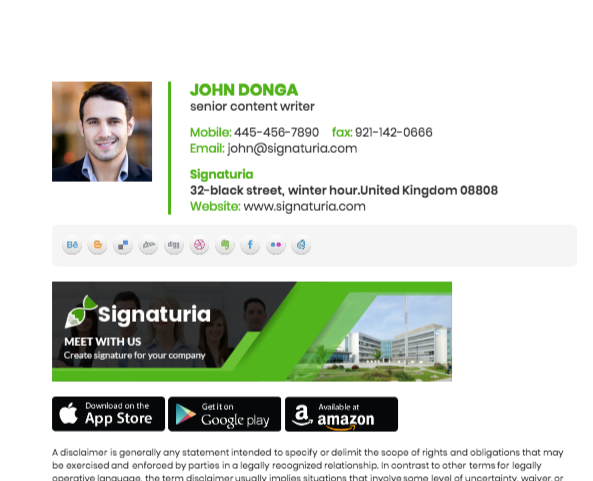 JOHN DONGA
senior content writer
Mobile: 445-456-7890 fax: 921-142-0666
Email: john@signaturia.com
Signaturia
32-black street, winter hour.United Kingdom 08808
Website: www.signaturia.com
Bē
digg
Signaturia
MEET WITH US
Create signature for your company
Download on the
App Store
Get it on
Google play
Available at
amazon
A disclaimer is generally any statement intended to specify or delimit the scope of rights and obligations that may
be exercised and enforced by parties in a legally recognized relationship. In contrast to other terms for legally
operative language, the term disclaimer usually implies situations that involve some level of uncertainty, waiver, or